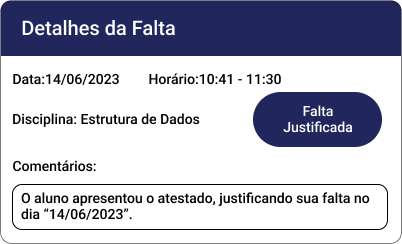 Detalhes da Falta
Data:14/06/2023 Horário:10:41 - 11:30
Disciplina: Estrutura de Dados
Falta
Justificada
Comentários:
O aluno apresentou o atestado, justificando sua falta no
dia “14/06/2023”.